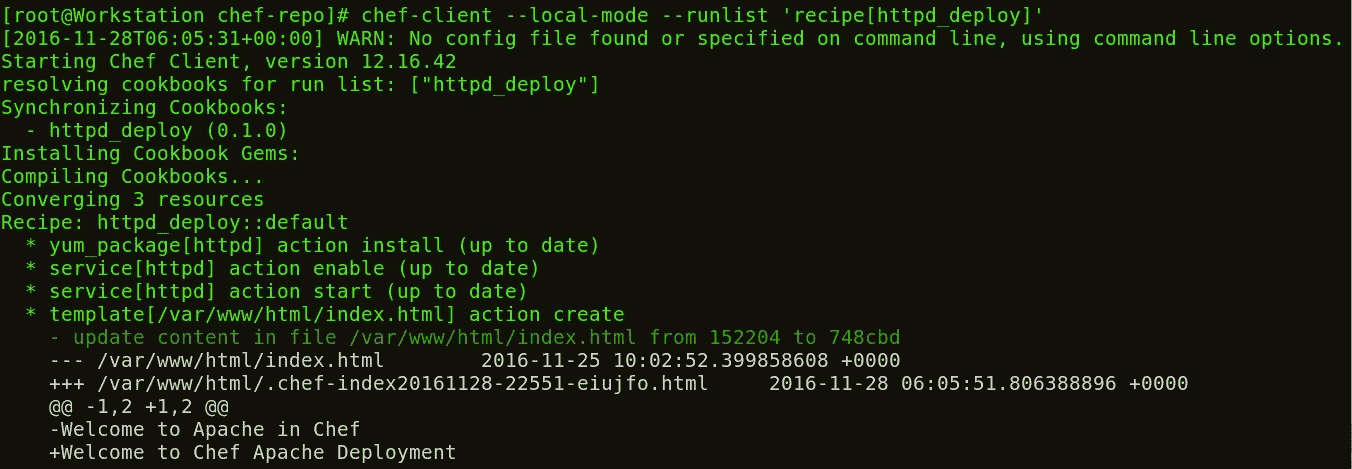 [root@Workstation chef-repo]# chef-client --local-mode --runlist 'recipe[httpd_deploy]'
[2016-11-28T06:05:31+00:00] WARN: No config file found or specified on command line, using command line options.
Starting Chef Client, version 12.16.42
resolving cookbooks for run list: ["httpd_deploy"]
Synchronizing Cookbooks:
  - httpd_deploy (0.1.0)
Installing Cookbook Gems:
Compiling Cookbooks...
Converging 3 resources
Recipe: httpd_deploy::default
  * yum_package[httpd] action install (up to date)
  * service[httpd] action enable (up to date)
  * service[httpd] action start (up to date)
  * template[/var/www/html/index.html] action create
    - update content in file /var/www/html/index.html from 152204 to 748cbd
    --- /var/www/html/index.html        2016-11-25 10:02:52.399858608 +0000
    +++ /var/www/html/.chef-index20161128-22551-eiujfo.html     2016-11-28 06:05:51.806388896 +0000
    @@ -1,2 +1,2 @@
    -Welcome to Apache in Chef
    +Welcome to Chef Apache Deployment